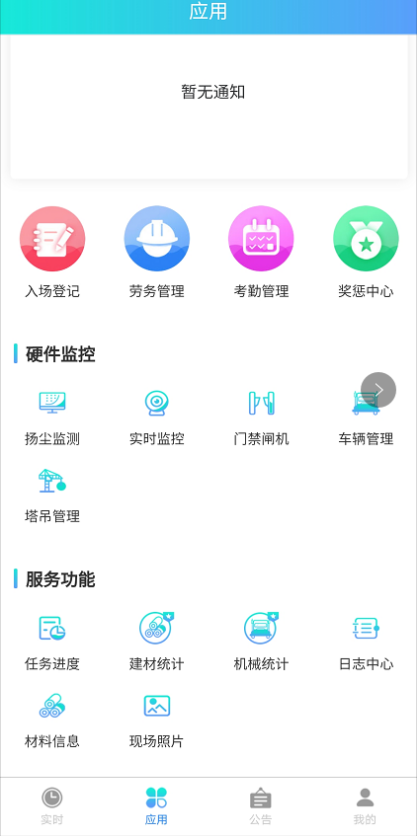 应用
暂无通知
入场登记 劳务管理 考勤管理 奖惩中心
硬件监控
扬尘监测 实时监控 门禁闸机 车辆管理
塔吊管理
服务功能
任务进度 建材统计 机械统计 日志中心
材料信息 现场照片
实时 应用 公告 我的